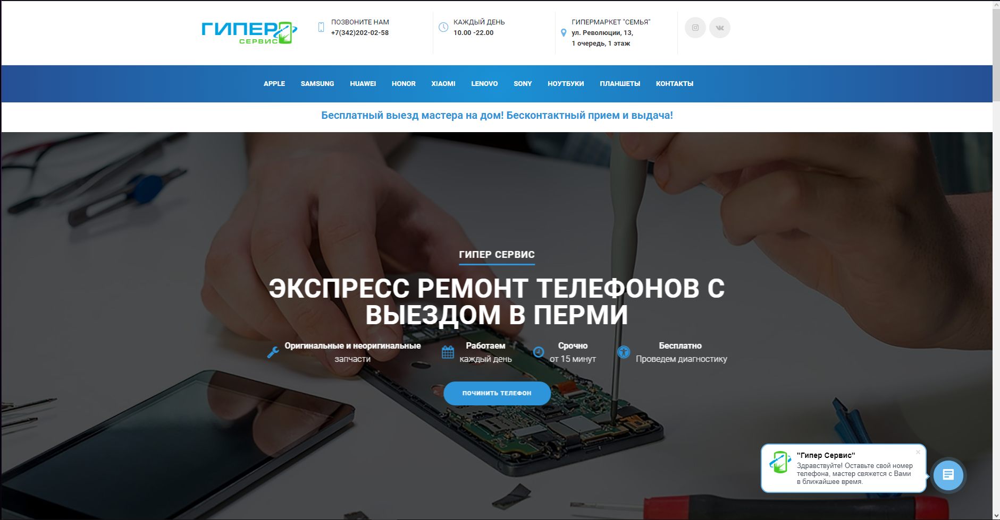 ГИПЕР
СЕРВИС
ПОЗВОНИТЕ НАМ
+7(342)202-02-58
КАЖДЫЙ ДЕНЬ
10.00 -22.00
ГИПЕРМАРКЕТ "СЕМЬЯ"
ул. Революции, 13,
1 очередь, 1 этаж
APPLE SAMSUNG HUAWEI HONOR XIAOMI LENOVO SONY НОУТБУКИ ПЛАНШЕТЫ КОНТАКТЫ
Бесплатный выезд мастера на дом! Бесконтактный прием и выдача!
ГИПЕР СЕРВИС
ЭКСПРЕСС РЕМОНТ ТЕЛЕФОНОВ С
ВЫЕЗДОМ В ПЕРМИ
Оригинальные и неоригинальные
запчасти
Работаем
каждый день
Срочно
от 15 минут
Бесплатно
Проведем диагностику
ПОЧИНИТЬ ТЕЛЕФОН
"Гипер Сервис"
Здравствуйте! Оставьте свой номер
телефона, мастер свяжется с Вами
в ближайшее время.